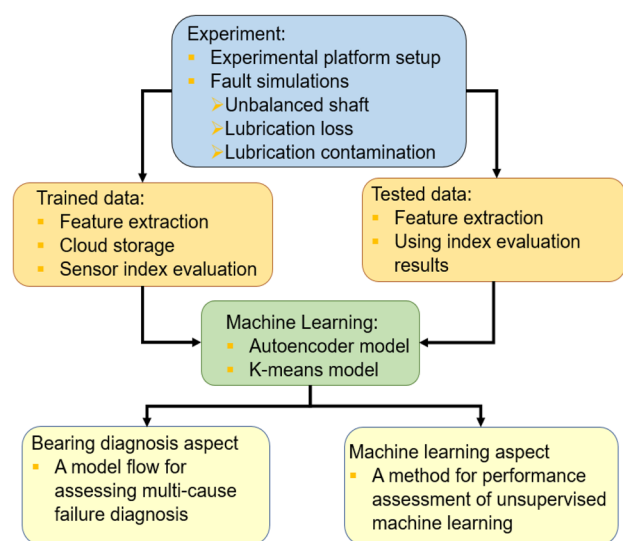 Experiment:
▪ Experimental platform setup
▪ Fault simulations
➢Unbalanced shaft
➢Lubrication loss
➢Lubrication contamination
Trained data:
▪ Feature extraction
▪ Cloud storage
▪ Sensor index evaluation
Tested data:
▪ Feature extraction
▪ Using index evaluation
results
Machine Learning:
▪ Autoencoder model
▪ K-means model
Bearing diagnosis aspect
▪ A model flow for
assessing multi-cause
failure diagnosis
Machine learning aspect
▪ A method for performance
assessment of unsupervised
machine learning